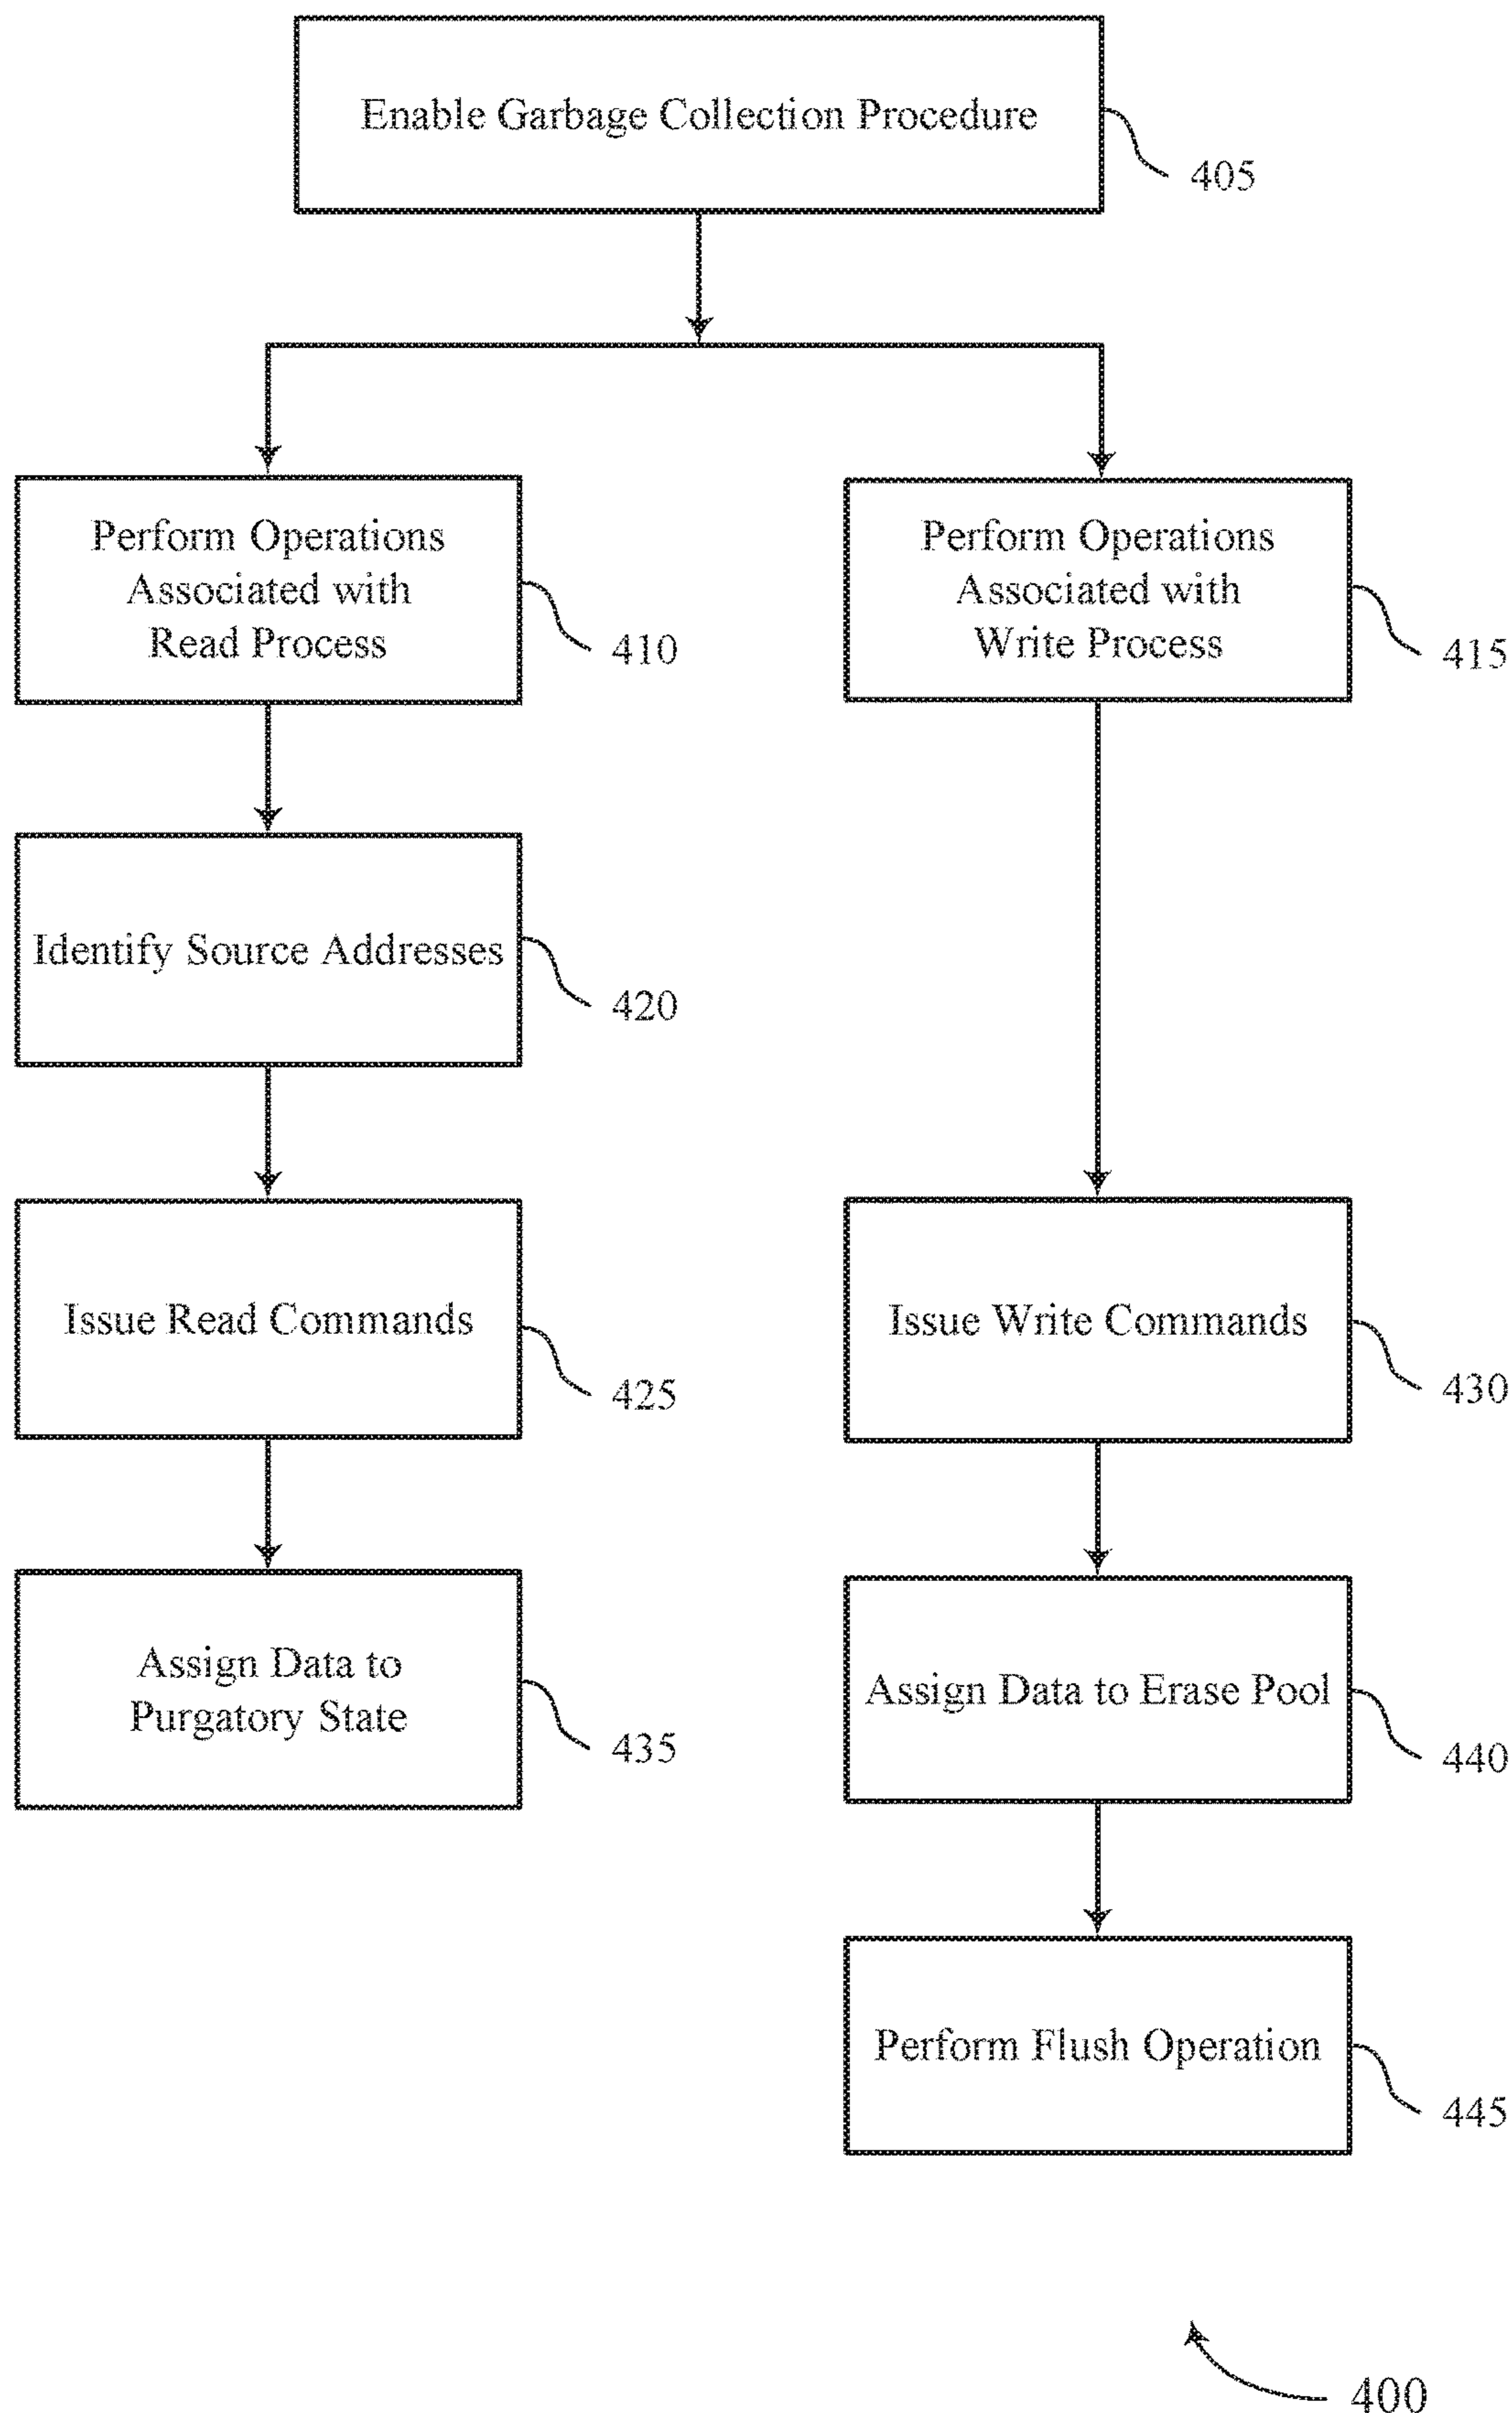 Enable Garbage Collection Procedure
405
Perform Operations
Associated with
Read Process
410
Perform Operations
Associated with
Write Process
415
Identify Source Addresses
420
Issue Read Commands
425
Issue Write Commands
430
Assign Data to
Purgatory State
435
Assign Data to Erase Pool
440
Perform Flush Operation
445
400